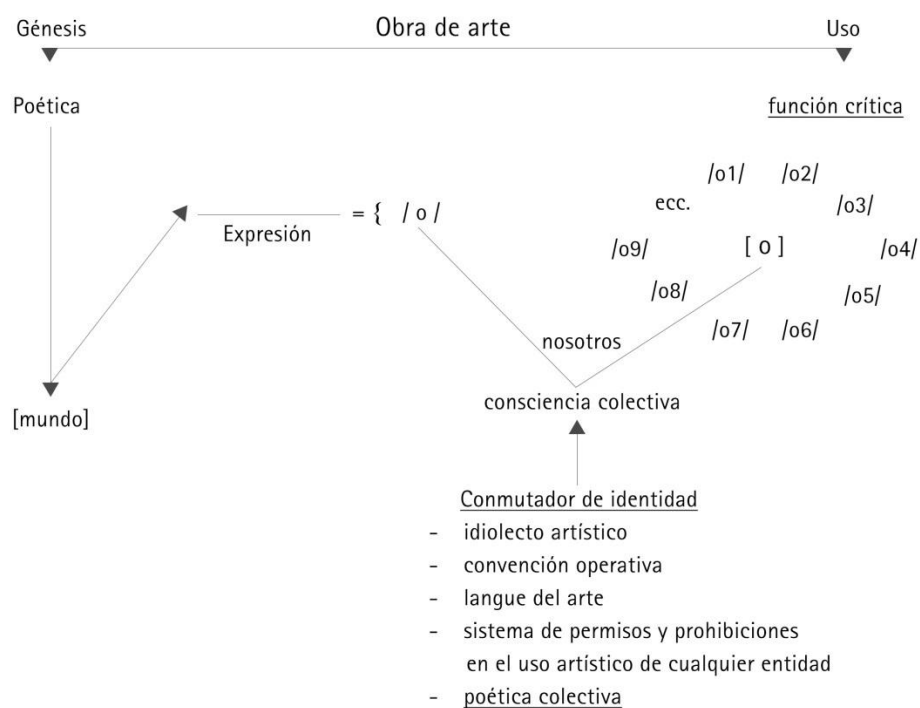 Génesis Obra de arte Uso
Poética función crítica
/o1/ /o2/
ecc. /o3/
= { / o /
Expresión
/o9/ [ o ] /o4/
/o8/ /o5/
/o7/ /o6/
nosotros
consciencia colectiva
[mundo]
Conmutador de identidad
- idiolecto artístico
- convención operativa
- langue del arte
- sistema de permisos y prohibiciones
en el uso artístico de cualquier entidad
- poética colectiva